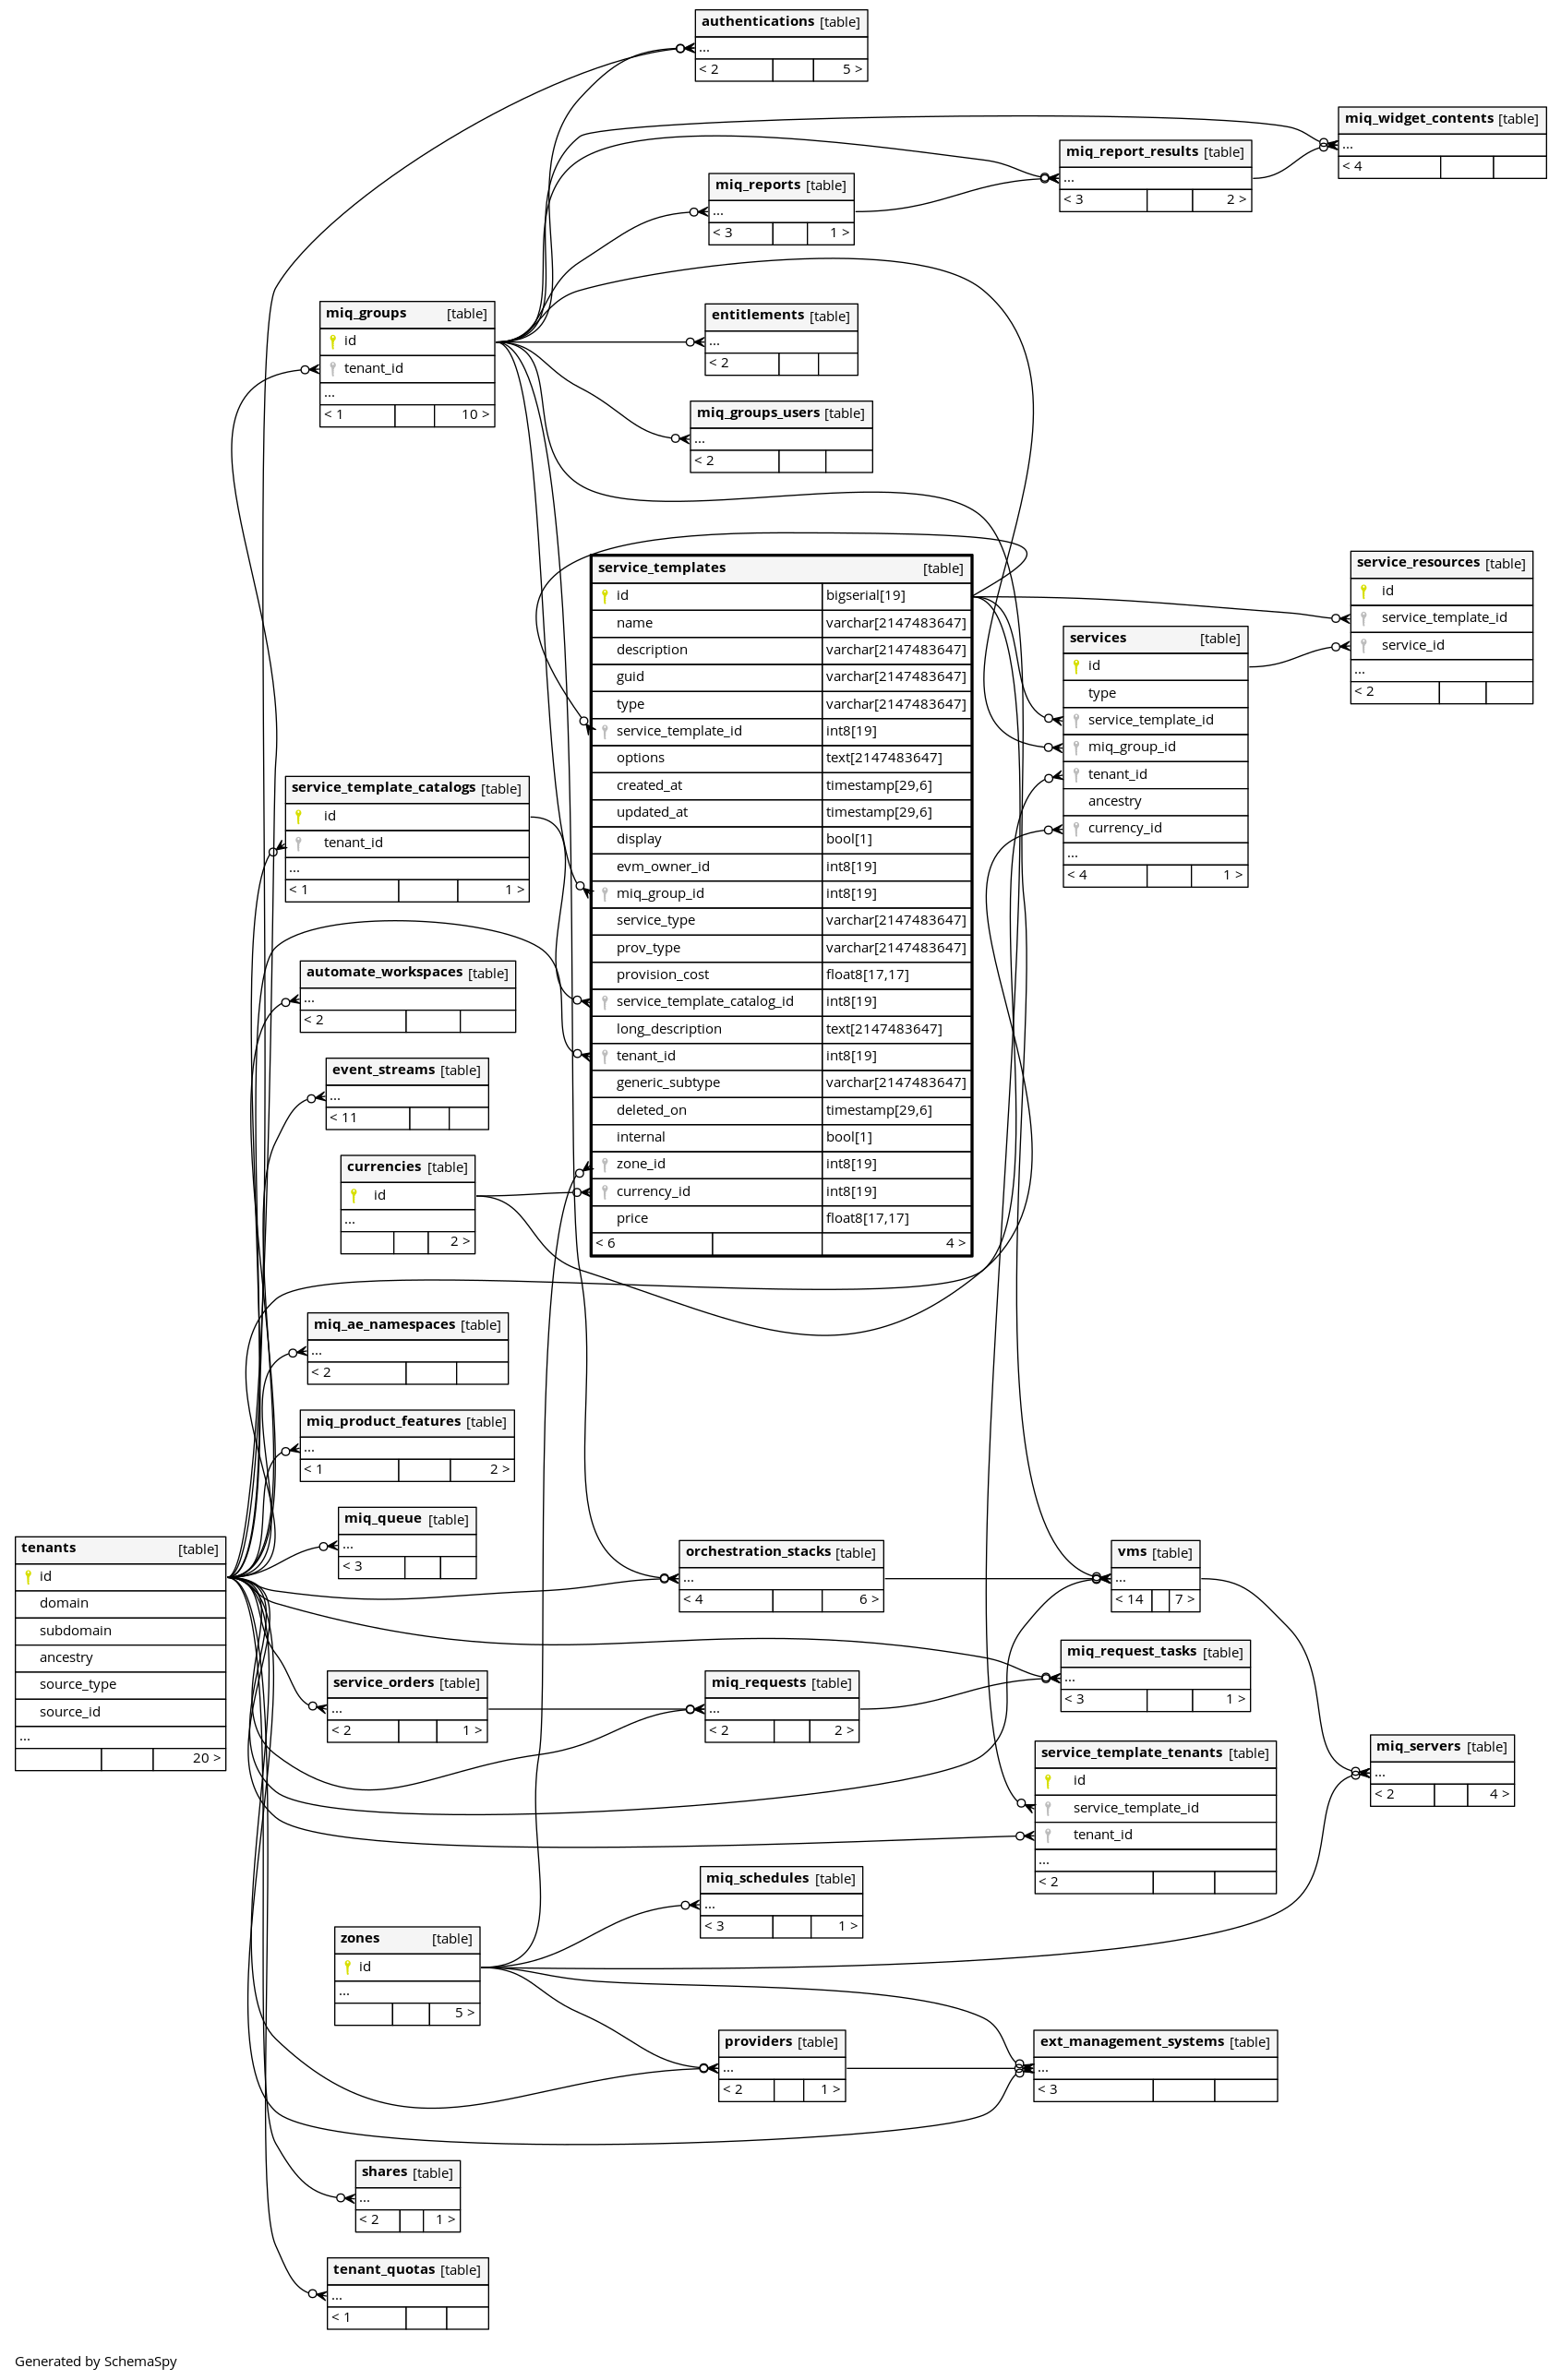 authentications [table]
...
< 2 5 >
miq_widget_contents [table]
...
< 4
miq_report_results [table]
...
< 3 2 >
miq_reports [table]
...
< 3 1 >
miq_groups [table]
id
tenant_id
...
< 1 10 >
entitlements [table]
...
< 2
miq_groups_users [table]
...
< 2
service_templates [table]
id bigserial[19]
name varchar[2147483647]
description varchar[2147483647]
guid varchar[2147483647]
type varchar[2147483647]
service_template_id int8[19]
options text[2147483647]
created_at timestamp[29,6]
updated_at timestamp[29,6]
display bool[1]
evm_owner_id int8[19]
miq_group_id int8[19]
service_type varchar[2147483647]
prov_type varchar[2147483647]
provision_cost float8[17,17]
service_template_catalog_id int8[19]
long_description text[2147483647]
tenant_id int8[19]
generic_subtype varchar[2147483647]
deleted_on timestamp[29,6]
internal bool[1]
zone_id int8[19]
currency_id int8[19]
price float8[17,17]
< 6 4 >
service_resources [table]
id
service_template_id
service_id
...
< 2
services [table]
id
type
service_template_id
miq_group_id
tenant_id
ancestry
currency_id
...
< 4 1 >
service_template_catalogs [table]
id
tenant_id
...
< 1 1 >
automate_workspaces [table]
...
< 2
event_streams [table]
...
< 11
currencies [table]
id
...
2 >
miq_ae_namespaces [table]
...
< 2
miq_product_features [table]
...
< 1 2 >
miq_queue [table]
...
< 3
tenants [table]
id
domain
subdomain
ancestry
source_type
source_id
...
20 >
orchestration_stacks [table]
...
< 4 6 >
vms [table]
...
< 14 7 >
miq_request_tasks [table]
...
< 3 1 >
service_orders [table]
...
< 2 1 >
miq_requests [table]
...
< 2 2 >
service_template_tenants [table]
id
service_template_id
tenant_id
...
< 2
miq_servers [table]
...
< 2 4 >
miq_schedules [table]
...
< 3 1 >
zones [table]
id
...
5 >
providers [table]
...
< 2 1 >
ext_management_systems [table]
...
< 3
shares [table]
...
< 2 1 >
tenant_quotas [table]
...
< 1
Generated by SchemaSpy